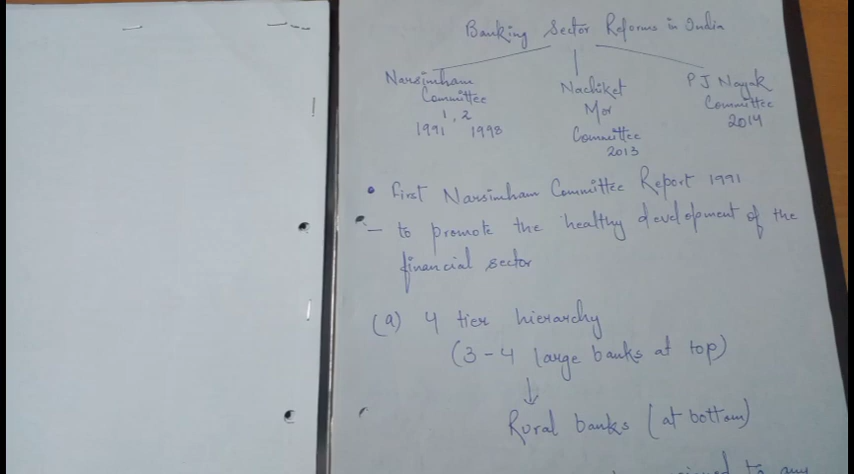 Banking Sector Reforms in India
Narsimham
Committee
1, 2
1991 1998
Nachiket
Mor
Committee
2013
P J Nayak
Committee
2014
• First Narsimham Committee Report 1991
— to promote the healthy development of the
financial sector
(a) 4 tier hierarchy
(3-4 large banks at top)
↓
Rural banks (at bottom)
to any